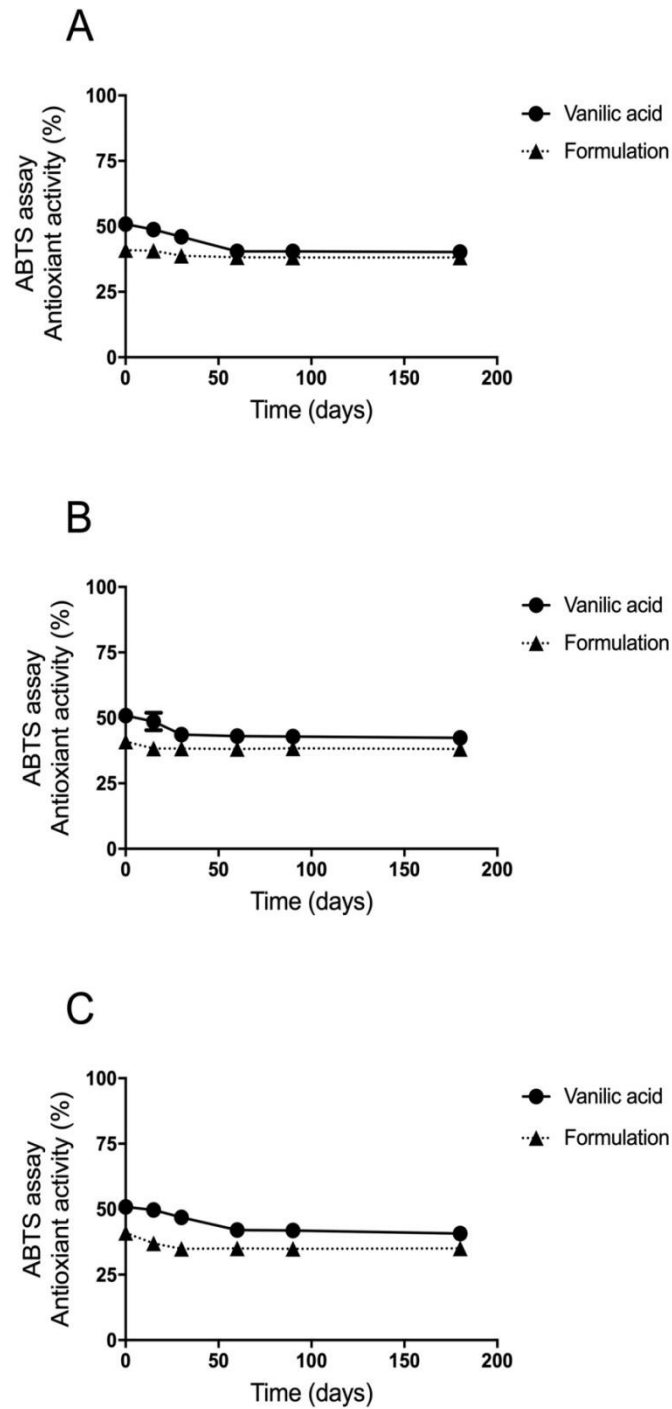 A
100
75
50
25
0
ABTS assay
Antioxiant activity (%)
0 50 100 150 200
Time (days)
Vanilic acid
Formulation
B
100
75
50
25
0
ABTS assay
Antioxiant activity (%)
0 50 100 150 200
Time (days)
Vanilic acid
Formulation
C
100
75
50
25
0
ABTS assay
Antioxiant activity (%)
0 50 100 150 200
Time (days)
Vanilic acid
Formulation